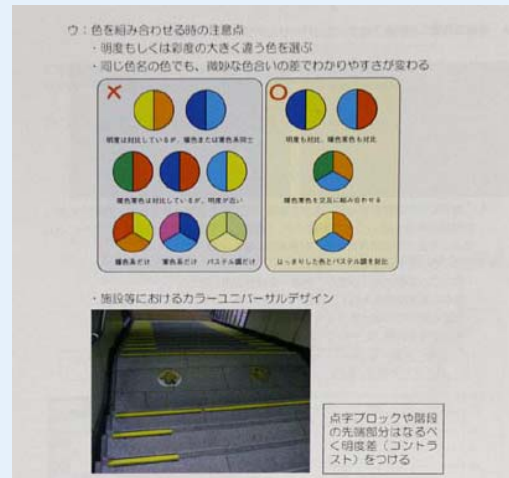 ウ：色を組み合わせる時の注意点
・明度もしくは彩度の大きく違う色を選ぶ
・同じ色名の色でも、微妙な色合いの差でわかりやすさが変わる
×
○
明度は対比しているが、暖色または寒色系同士
明度も対比、暖色寒色も対比
暖色寒色は対比しているが、明度が近い
暖色寒色を交互に組み合わせる
暖色系だけ
寒色系だけ
パステル調だけ
はっきりした色とパステル調を対比
・施設等におけるカラーユニバーサルデザイン
点字ブロックや階段
の先端部分はなるべ
く明度差（コントラ
スト）をつける